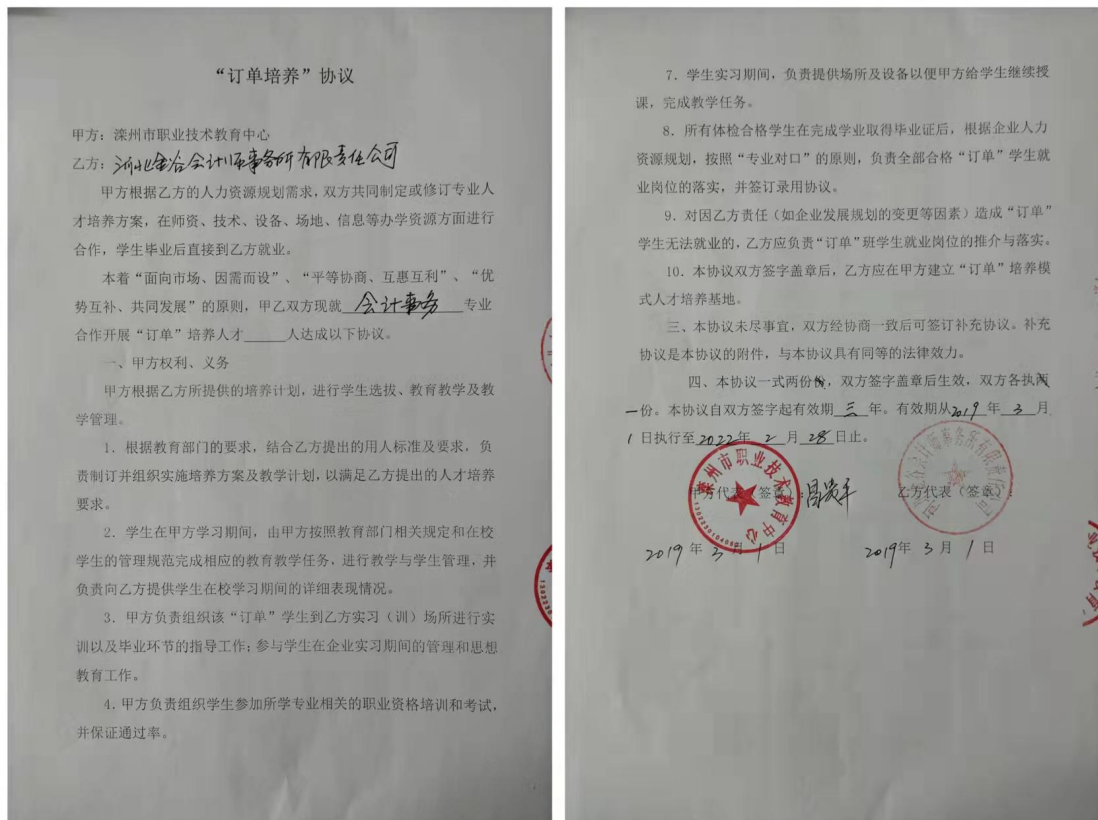 “订单培养”协议
甲方：滦州市职业技术教育中心
乙方：河北金合会计师事务所有限责任公司
甲方根据乙方的人力资源规划需求，双方共同制定或修订专业人
才培养方案，在师资、技术、设备、场地、信息等办学资源方面进行
合作，学生毕业后直接到乙方就业。
本着“面向市场、因需而设”、“平等协商、互惠互利”、“优
势互补、共同发展”的原则，甲乙双方现就 会计事务 专业
合作开展“订单”培养人才______人达成以下协议。
一、甲方权利、义务
甲方根据乙方所提供的培养计划，进行学生选拔、教育教学及教
学管理。
1．根据教育部门的要求，结合乙方提出的用人标准及要求，负
责制订并组织实施培养方案及教学计划，以满足乙方提出的人才培养
要求。
2．学生在甲方学习期间，由甲方按照教育部门相关规定和在校
学生的管理规范完成相应的教育教学任务，进行教学与学生管理，并
负责向乙方提供学生在校学习期间的详细表现情况。
3．甲方负责组织该“订单”学生到乙方实习（训）场所进行实
训以及毕业环节的指导工作；参与学生在企业实习期间的管理和思想
教育工作。
4．甲方负责组织学生参加所学专业相关的职业资格培训和考试，
并保证通过率。
7．学生实习期间，负责提供场所及设备以便甲方给学生继续授
课，完成教学任务。
8．所有体检合格学生在完成学业取得毕业证后，根据企业人力
资源规划，按照“专业对口”的原则，负责全部合格“订单”学生就
业岗位的落实，并签订录用协议。
9．对因乙方责任（如企业发展规划的变更等因素）造成“订单”
学生无法就业的，乙方应负责“订单”班学生就业岗位的推介与落实。
10．本协议双方签字盖章后，乙方应在甲方建立“订单”培养模
式人才培养基地。
三、本协议未尽事宜，双方经协商一致后可签订补充协议。补充
协议是本协议的附件，与本协议具有同等的法律效力。
四、本协议一式两份，双方签字盖章后生效，双方各执
一份。本协议自双方签字起有效期 三 年。有效期从2019 年 3 月
1 日执行至2022年 2 月 28日止。
甲方代表（签章）： 乙方代表（签章）
滦州市职业技术教育中心
2019 年 3 月 1 日 2019年 3 月 1 日